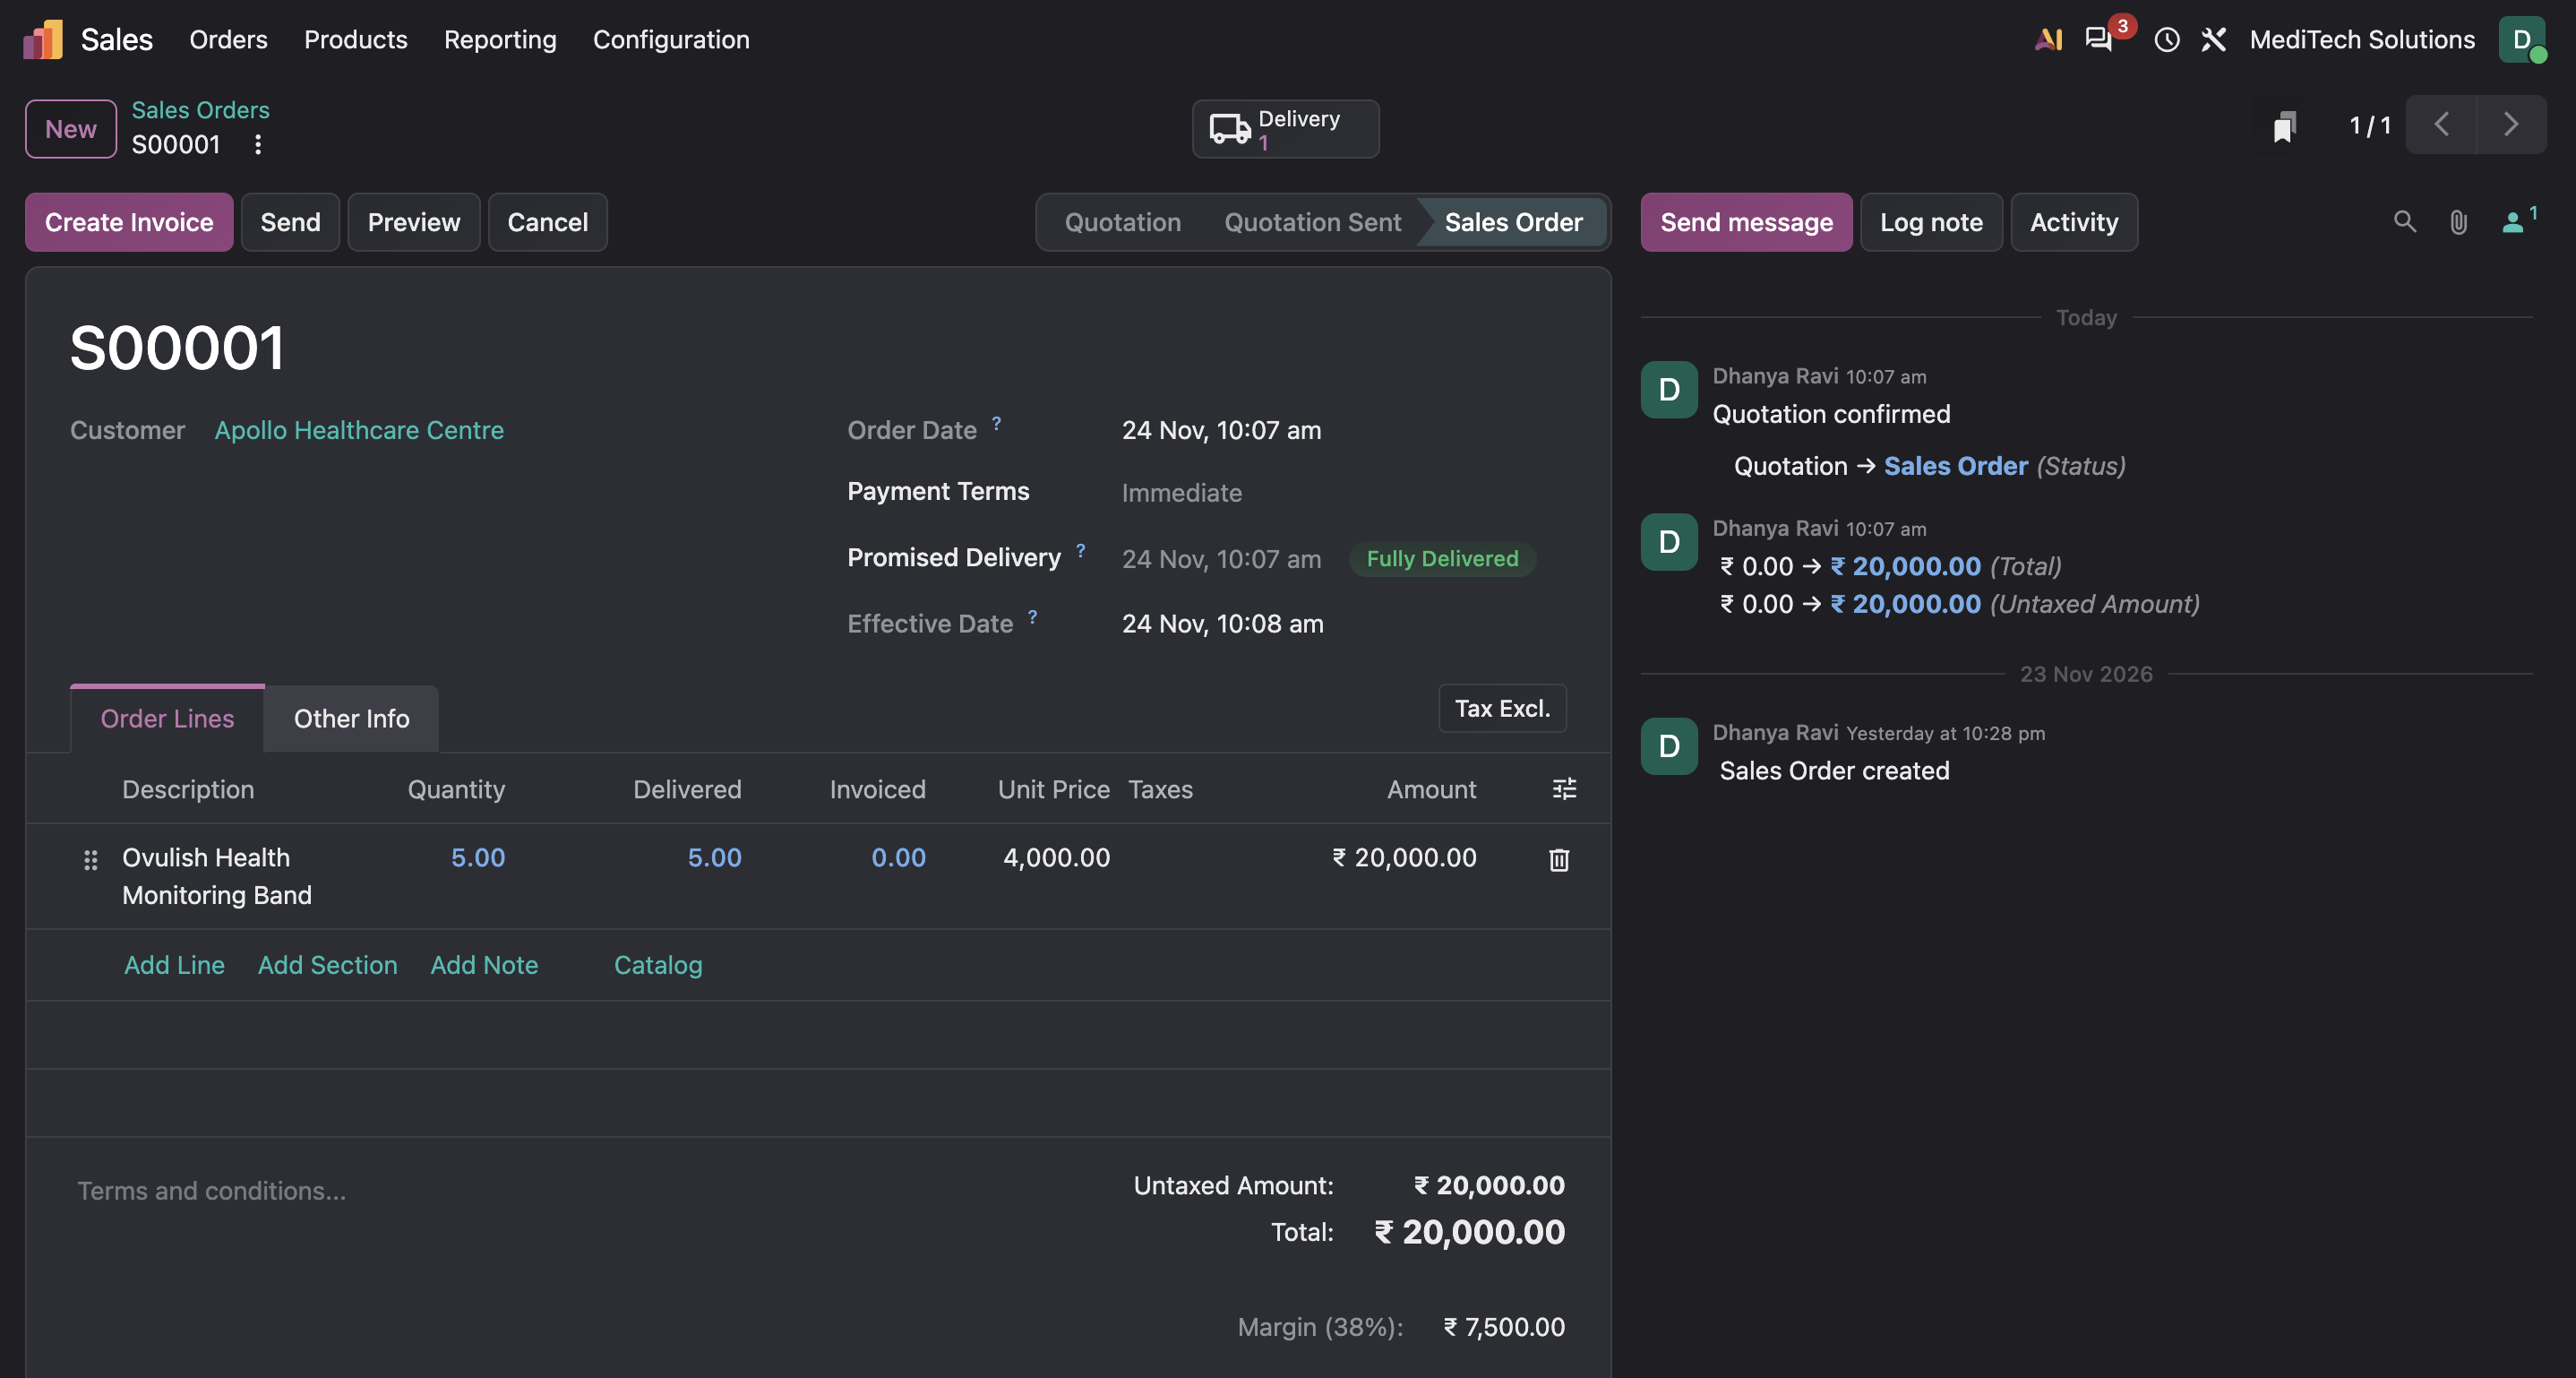 Sales Orders Products Reporting Configuration
AI 3 MediTech Solutions D
New Sales Orders
S00001
Delivery
1
1 / 1
Create Invoice Send Preview Cancel
Quotation Quotation Sent Sales Order
Send message Log note Activity 1
S00001
Customer Apollo Healthcare Centre
Order Date ? 24 Nov, 10:07 am
Payment Terms Immediate
Promised Delivery ? 24 Nov, 10:07 am Fully Delivered
Effective Date ? 24 Nov, 10:08 am
Order Lines Other Info Tax Excl.
Description Quantity Delivered Invoiced Unit Price Taxes Amount
Ovulish Health 5.00 5.00 0.00 4,000.00 ₹ 20,000.00
Monitoring Band
Add Line Add Section Add Note Catalog
Terms and conditions...
Untaxed Amount: ₹ 20,000.00
Total: ₹ 20,000.00
Margin (38%): ₹ 7,500.00
Today
D Dhanya Ravi 10:07 am
Quotation confirmed
Quotation → Sales Order (Status)
D Dhanya Ravi 10:07 am
₹ 0.00 → ₹ 20,000.00 (Total)
₹ 0.00 → ₹ 20,000.00 (Untaxed Amount)
23 Nov 2026
D Dhanya Ravi Yesterday at 10:28 pm
Sales Order created